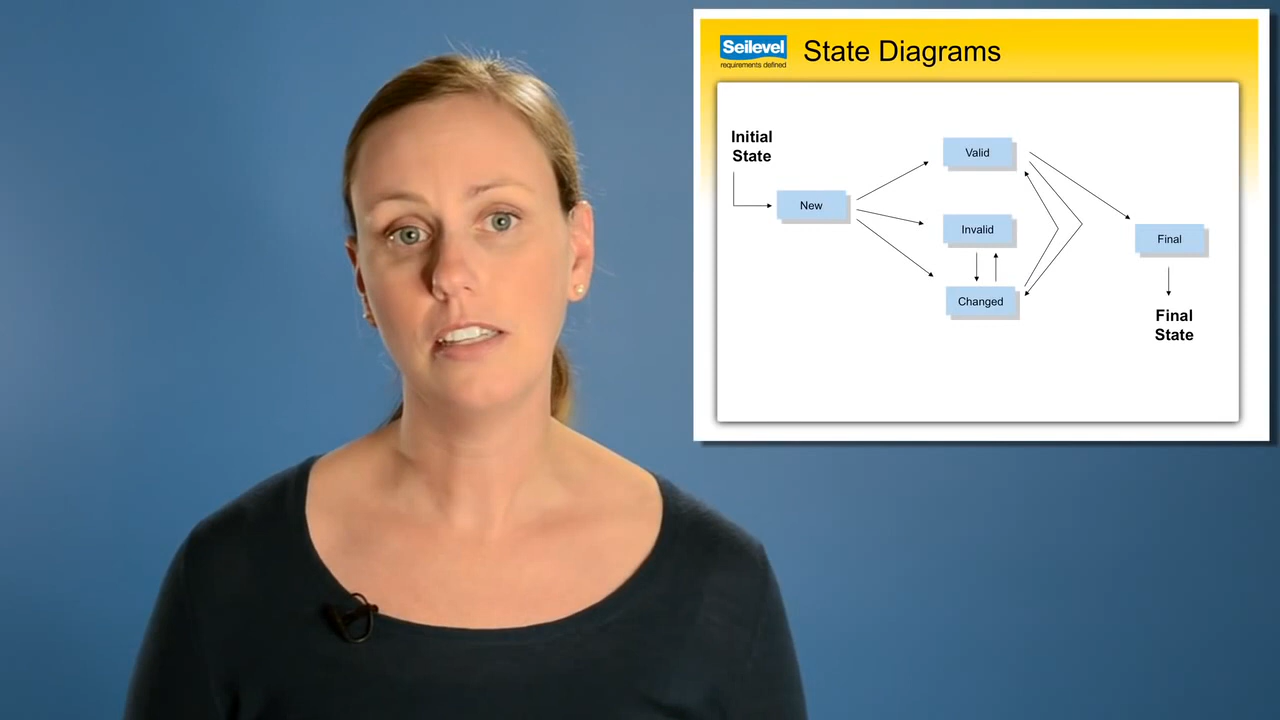 Seilevel
requirements defined
State Diagrams
Initial
State
New
Valid
Invalid
Changed
Final
Final
State